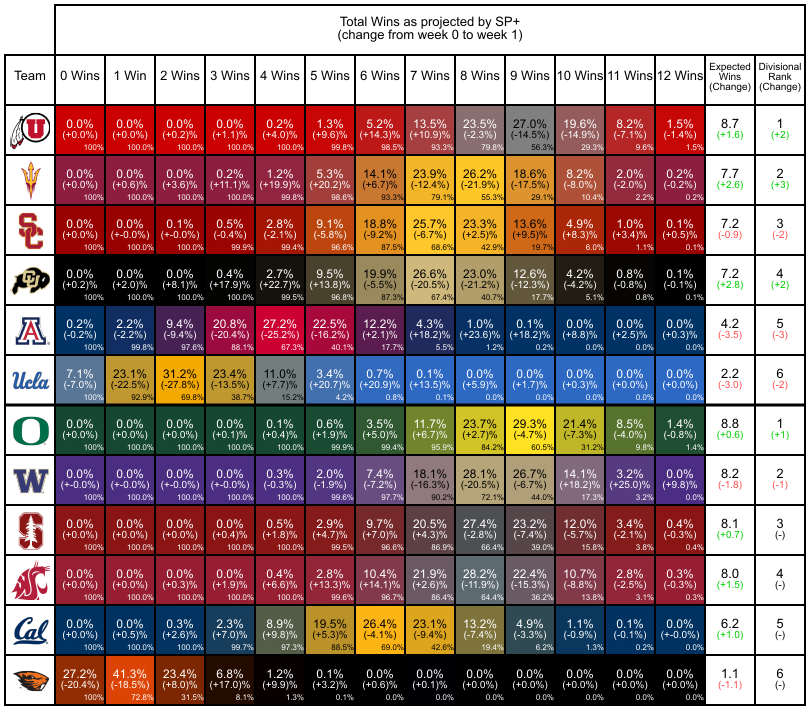 Total Wins as projected by SP+
(change from week 0 to week 1)
Team 0 Wins 1 Win 2 Wins 3 Wins 4 Wins 5 Wins 6 Wins 7 Wins 8 Wins 9 Wins 10 Wins 11 Wins 12 Wins Expected Wins (Change) Divisional Rank (Change)
U 0.0% 0.0% 0.0% 0.0% 0.2% 1.3% 5.2% 13.5% 23.5% 27.0% 19.6% 8.2% 1.5% 8.7 1
(+0.0%) (+0.0%) (+0.2)% (+1.1)% (+4.0)% (+9.6)% (+14.3)% (+10.9)% (-2.3)% (-14.5)% (-14.9)% (-7.1)% (-1.4)% (+1.6) (+2)
100% 100.0% 100.0% 100.0% 100.0% 99.8% 98.5% 93.3% 79.8% 56.3% 29.3% 9.6% 1.5%
0.0% 0.0% 0.0% 0.2% 1.2% 5.3% 14.1% 23.9% 26.2% 18.6% 8.2% 2.0% 0.2% 7.7 2
(+0.0%) (+0.6)% (+3.6)% (+11.1)% (+19.9)% (+20.2)% (+6.7)% (-12.4)% (-21.9)% (-17.5)% (-8.0)% (-2.0)% (-0.2)% (+2.6) (+3)
100% 100.0% 100.0% 100.0% 99.8% 98.6% 93.3% 79.1% 55.3% 29.1% 10.4% 2.2% 0.2%
SC 0.0% 0.0% 0.1% 0.5% 2.8% 9.1% 18.8% 25.7% 23.3% 13.6% 4.9% 1.0% 0.1% 7.2 3
(+0.0%) (+-0.0)% (+-0.0)% (-0.4)% (-2.1)% (-5.8)% (-9.2)% (-6.7)% (+2.5)% (+9.5)% (+8.3)% (+3.4)% (+0.5)% (-0.9) (-2)
100% 100.0% 100.0% 99.9% 99.4% 96.6% 87.5% 68.6% 42.9% 19.7% 6.0% 1.1% 0.1%
CU 0.0% 0.0% 0.0% 0.4% 2.7% 9.5% 19.9% 26.6% 23.0% 12.6% 4.2% 0.8% 0.1% 7.2 4
(+0.2%) (+2.0)% (+8.1)% (+17.9)% (+22.7)% (+13.8)% (-5.5)% (-20.5)% (-21.2)% (-12.3)% (-4.2)% (-0.8)% (-0.1)% (+2.8) (+2)
100% 100.0% 100.0% 100.0% 99.5% 96.8% 87.3% 67.4% 40.7% 17.7% 5.1% 0.8% 0.1%
A 0.2% 2.2% 9.4% 20.8% 27.2% 22.5% 12.2% 4.3% 1.0% 0.1% 0.0% 0.0% 0.0% 4.2 5
(-0.2%) (-2.2)% (-9.4)% (-20.4)% (-25.2)% (-16.2)% (+2.1)% (+18.2)% (+23.6)% (+18.2)% (+8.8)% (+2.5)% (+0.3)% (-3.5) (-3)
100% 99.8% 97.6% 88.1% 67.3% 40.1% 17.7% 5.5% 1.2% 0.2% 0.0% 0.0% 0.0%
Ucla 7.1% 23.1% 31.2% 23.4% 11.0% 3.4% 0.7% 0.1% 0.0% 0.0% 0.0% 0.0% 0.0% 2.2 6
(-7.0%) (-22.5)% (-27.8)% (-13.5)% (+7.7)% (+20.7)% (+20.9)% (+13.5)% (+5.9)% (+1.7)% (+0.3)% (+0.0)% (+0.0)% (-3.0) (-2)
100% 92.9% 69.8% 38.7% 15.2% 4.2% 0.8% 0.1% 0.0% 0.0% 0.0% 0.0% 0.0%
O 0.0% 0.0% 0.0% 0.0% 0.1% 0.6% 3.5% 11.7% 23.7% 29.3% 21.4% 8.5% 1.4% 8.8 1
(+0.0%) (+0.0)% (+0.0)% (+0.1)% (+0.4)% (+1.9)% (+5.0)% (+6.7)% (+2.7)% (-4.7)% (-7.3)% (-4.0)% (-0.8)% (+0.6) (+1)
100% 100.0% 100.0% 100.0% 100.0% 99.9% 99.4% 95.9% 84.2% 60.5% 31.2% 9.8% 1.4%
W 0.0% 0.0% 0.0% 0.0% 0.3% 2.0% 7.4% 18.1% 28.1% 26.7% 14.1% 3.2% 0.0% 8.2 2
(+-0.0%) (+-0.0)% (+-0.0)% (+-0.0)% (-0.3)% (-1.9)% (-7.2)% (-16.3)% (-20.5)% (-6.7)% (+18.2)% (+25.0)% (+9.8)% (-1.8) (-1)
100% 100.0% 100.0% 100.0% 100.0% 99.6% 97.7% 90.2% 72.1% 44.0% 17.3% 3.2% 0.0%
S 0.0% 0.0% 0.0% 0.0% 0.5% 2.9% 9.7% 20.5% 27.4% 23.2% 12.0% 3.4% 0.4% 8.1 3
(+0.0%) (+0.0)% (+0.0)% (+0.4)% (+1.8)% (+4.7)% (+7.0)% (+4.3)% (-2.8)% (-7.4)% (-5.7)% (-2.1)% (-0.3)% (+0.7) (-)
100% 100.0% 100.0% 100.0% 100.0% 99.5% 96.6% 86.9% 66.4% 39.0% 15.8% 3.8% 0.4%
0.0% 0.0% 0.0% 0.0% 0.4% 2.8% 10.4% 21.9% 28.2% 22.4% 10.7% 2.8% 0.3% 8.0 4
(+0.0%) (+0.0)% (+0.3)% (+1.9)% (+6.6)% (+13.3)% (+14.1)% (+2.6)% (-11.9)% (-15.3)% (-8.8)% (-2.5)% (-0.3)% (+1.5) (-)
100% 100.0% 100.0% 100.0% 100.0% 99.6% 96.7% 86.4% 64.4% 36.2% 13.8% 3.1% 0.3%
Cal 0.0% 0.0% 0.3% 2.3% 8.9% 19.5% 26.4% 23.1% 13.2% 4.9% 1.1% 0.1% 0.0% 6.2 5
(+0.0%) (+0.5)% (+2.6)% (+7.0)% (+9.8)% (+5.3)% (-4.1)% (-9.4)% (-7.4)% (-3.3)% (-0.9)% (-0.1)% (+-0.0)% (+1.0) (-)
100% 100.0% 100.0% 99.7% 97.3% 88.5% 69.0% 42.6% 19.4% 6.2% 1.3% 0.2% 0.0%
27.2% 41.3% 23.4% 6.8% 1.2% 0.1% 0.0% 0.0% 0.0% 0.0% 0.0% 0.0% 0.0% 1.1 6
(-20.4%) (-18.5)% (+8.0)% (+17.0)% (+9.9)% (+3.2)% (+0.6)% (+0.1)% (+0.0)% (+0.0)% (+0.0)% (+0.0)% (+0.0)% (-1.1) (-)
100% 72.8% 31.5% 8.1% 1.3% 0.1% 0.0% 0.0% 0.0% 0.0% 0.0% 0.0% 0.0%